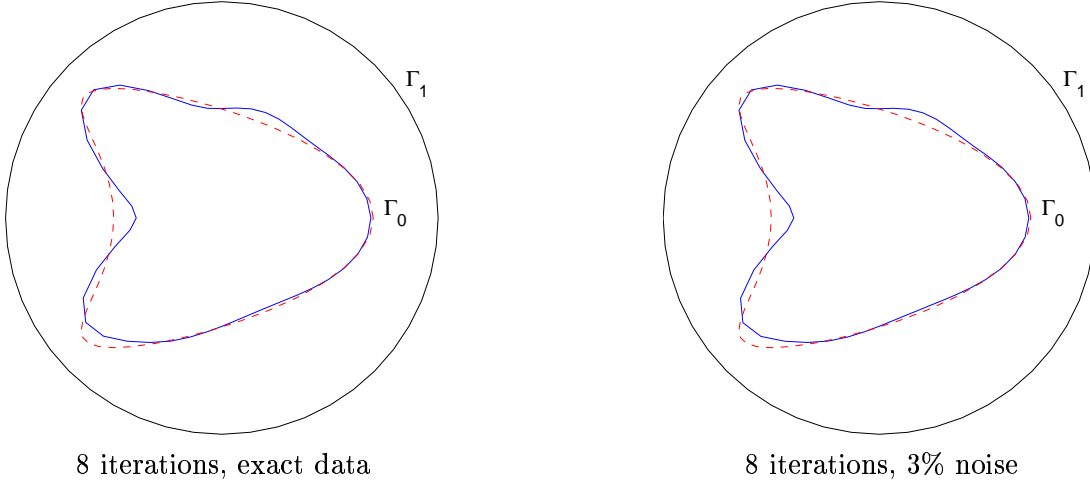 Γ1
Γ0
8 iterations, exact data
Γ1
Γ0
8 iterations, 3% noise